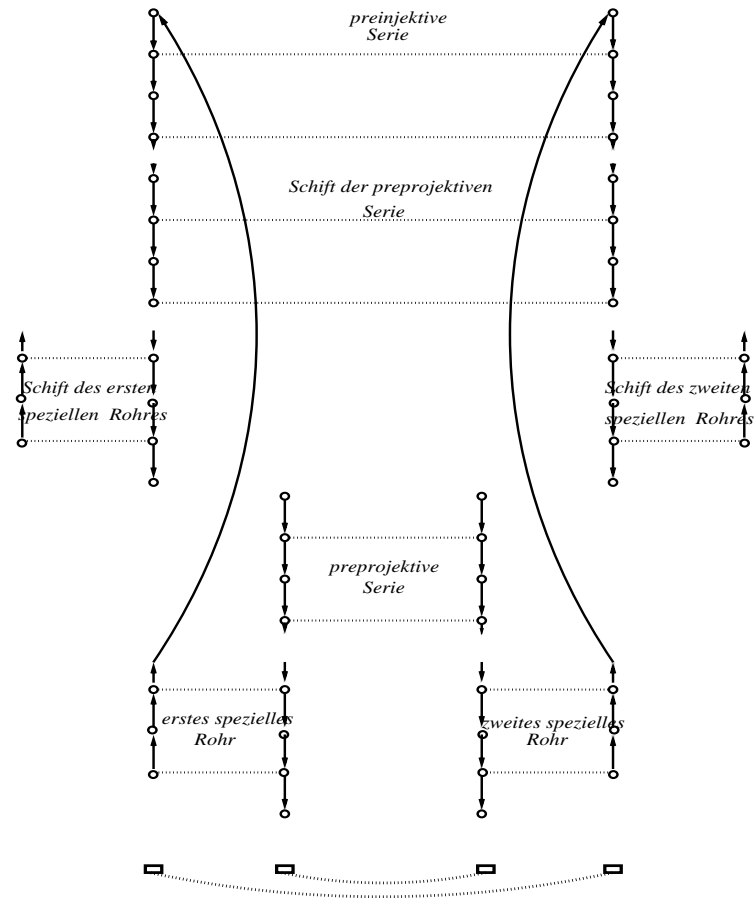 preinjektive
Serie
Schift der preprojektiven
Serie
Schift des ersten
speziellen Rohres
Schift des zweiten
speziellen Rohres
preprojektive
Serie
erstes spezielles
Rohr
zweites spezielles
Rohr